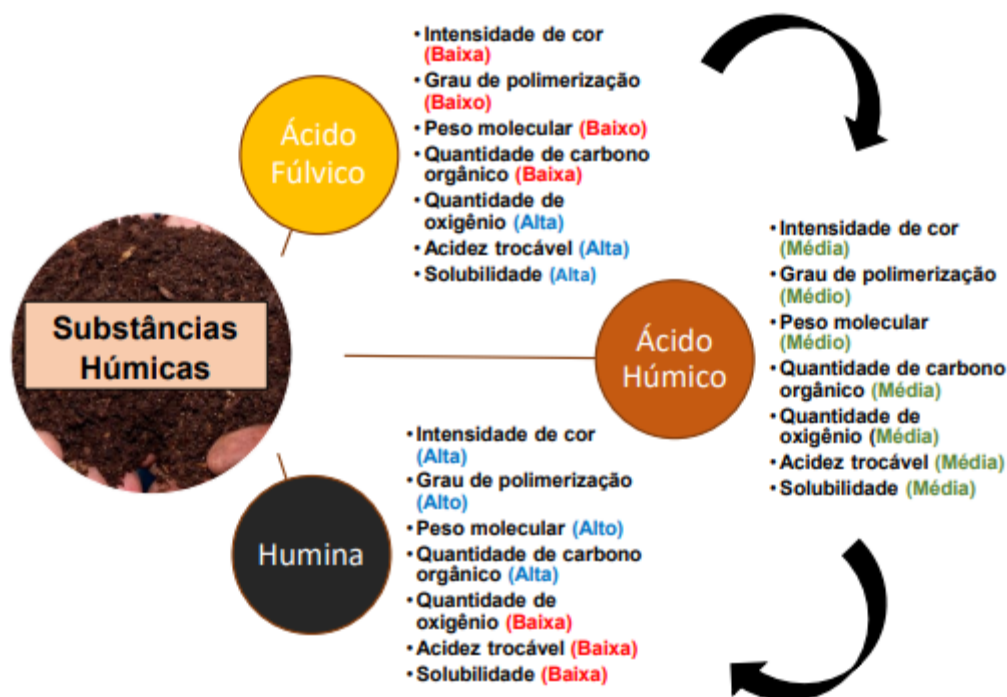 Substâncias
Húmicas
Ácido
Fúlvico
• Intensidade de cor
(Baixa)
• Grau de polimerização
(Baixo)
• Peso molecular (Baixo)
• Quantidade de carbono
orgânico (Baixa)
• Quantidade de
oxigênio (Alta)
• Acidez trocável (Alta)
• Solubilidade (Alta)
Ácido
Húmico
• Intensidade de cor
(Média)
• Grau de polimerização
(Médio)
• Peso molecular
(Médio)
• Quantidade de carbono
orgânico (Média)
• Quantidade de
oxigênio (Média)
• Acidez trocável (Média)
• Solubilidade (Média)
Humina
• Intensidade de cor
(Alta)
• Grau de polimerização
(Alto)
• Peso molecular (Alto)
• Quantidade de carbono
orgânico (Alta)
• Quantidade de
oxigênio (Baixa)
• Acidez trocável (Baixa)
• Solubilidade (Baixa)